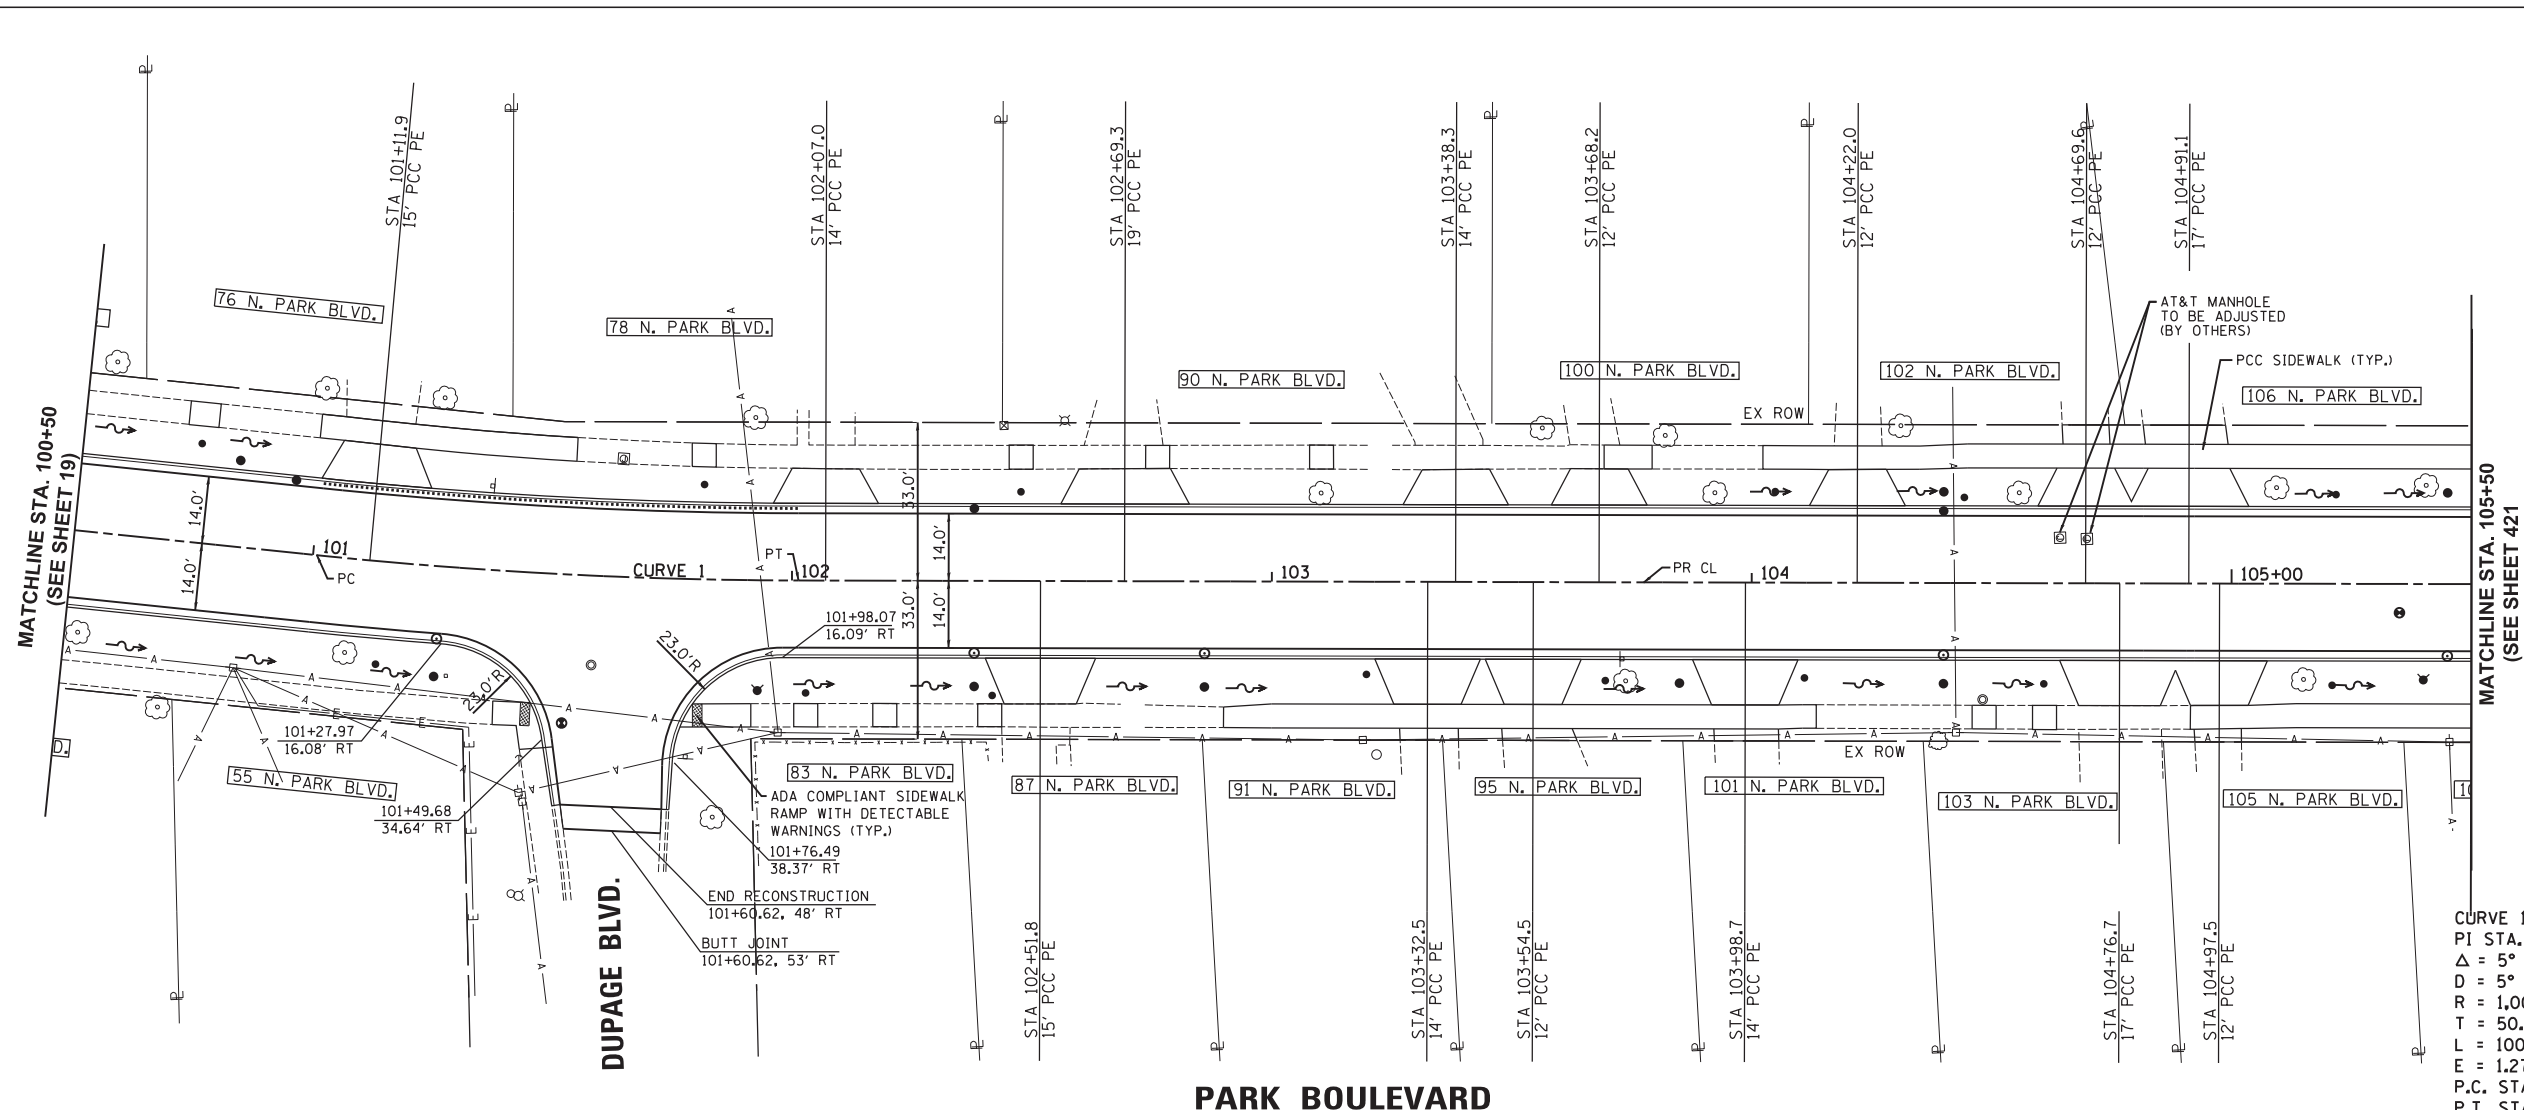 STA 101+11.9
15' PCC PE
STA 102+07.0
14' PCC PE
STA 102+69.3
19' PCC PE
STA 103+38.3
14' PCC PE
STA 103+68.2
12' PCC PE
STA 104+22.0
12' PCC PE
STA 104+69.6
12' PCC PE
STA 104+91.1
17' PCC PE
76 N. PARK BLVD.
78 N. PARK BLVD.
90 N. PARK BLVD.
100 N. PARK BLVD.
102 N. PARK BLVD.
106 N. PARK BLVD.
AT&T MANHOLE
TO BE ADJUSTED
(BY OTHERS)
PCC SIDEWALK (TYP.)
EX ROW
MATCHLINE STA. 100+50
(SEE SHEET 19)
MATCHLINE STA. 105+50
(SEE SHEET 421
14.0'
14.0'
33.0'
33.0'
14.0'
14.0'
101
PC
CURVE 1
PT
102
103
PR CL
104
105+00
101+98.07
16.09' RT
23.0'R
23.0'R
101+27.97
16.08' RT
D.
55 N. PARK BLVD.
101+49.68
34.64' RT
83 N. PARK BLVD.
87 N. PARK BLVD.
91 N. PARK BLVD.
95 N. PARK BLVD.
101 N. PARK BLVD.
103 N. PARK BLVD.
105 N. PARK BLVD.
EX ROW
ADA COMPLIANT SIDEWALK
RAMP WITH DETECTABLE
WARNINGS (TYP.)
101+76.49
38.37' RT
END RECONSTRUCTION
101+60.62, 48' RT
BUTT JOINT
101+60.62, 53' RT
DUPAGE BLVD.
STA 102+51.8
15' PCC PE
STA 103+32.5
14' PCC PE
STA 103+54.5
12' PCC PE
STA 103+98.7
14' PCC PE
STA 104+76.7
17' PCC PE
STA 104+97.5
12' PCC PE
CURVE 1
PI STA.
Δ = 5°
D = 5°
R = 1,00
T = 50.
L = 100
E = 1.27
P.C. STA
P.T. STA
PARK BOULEVARD